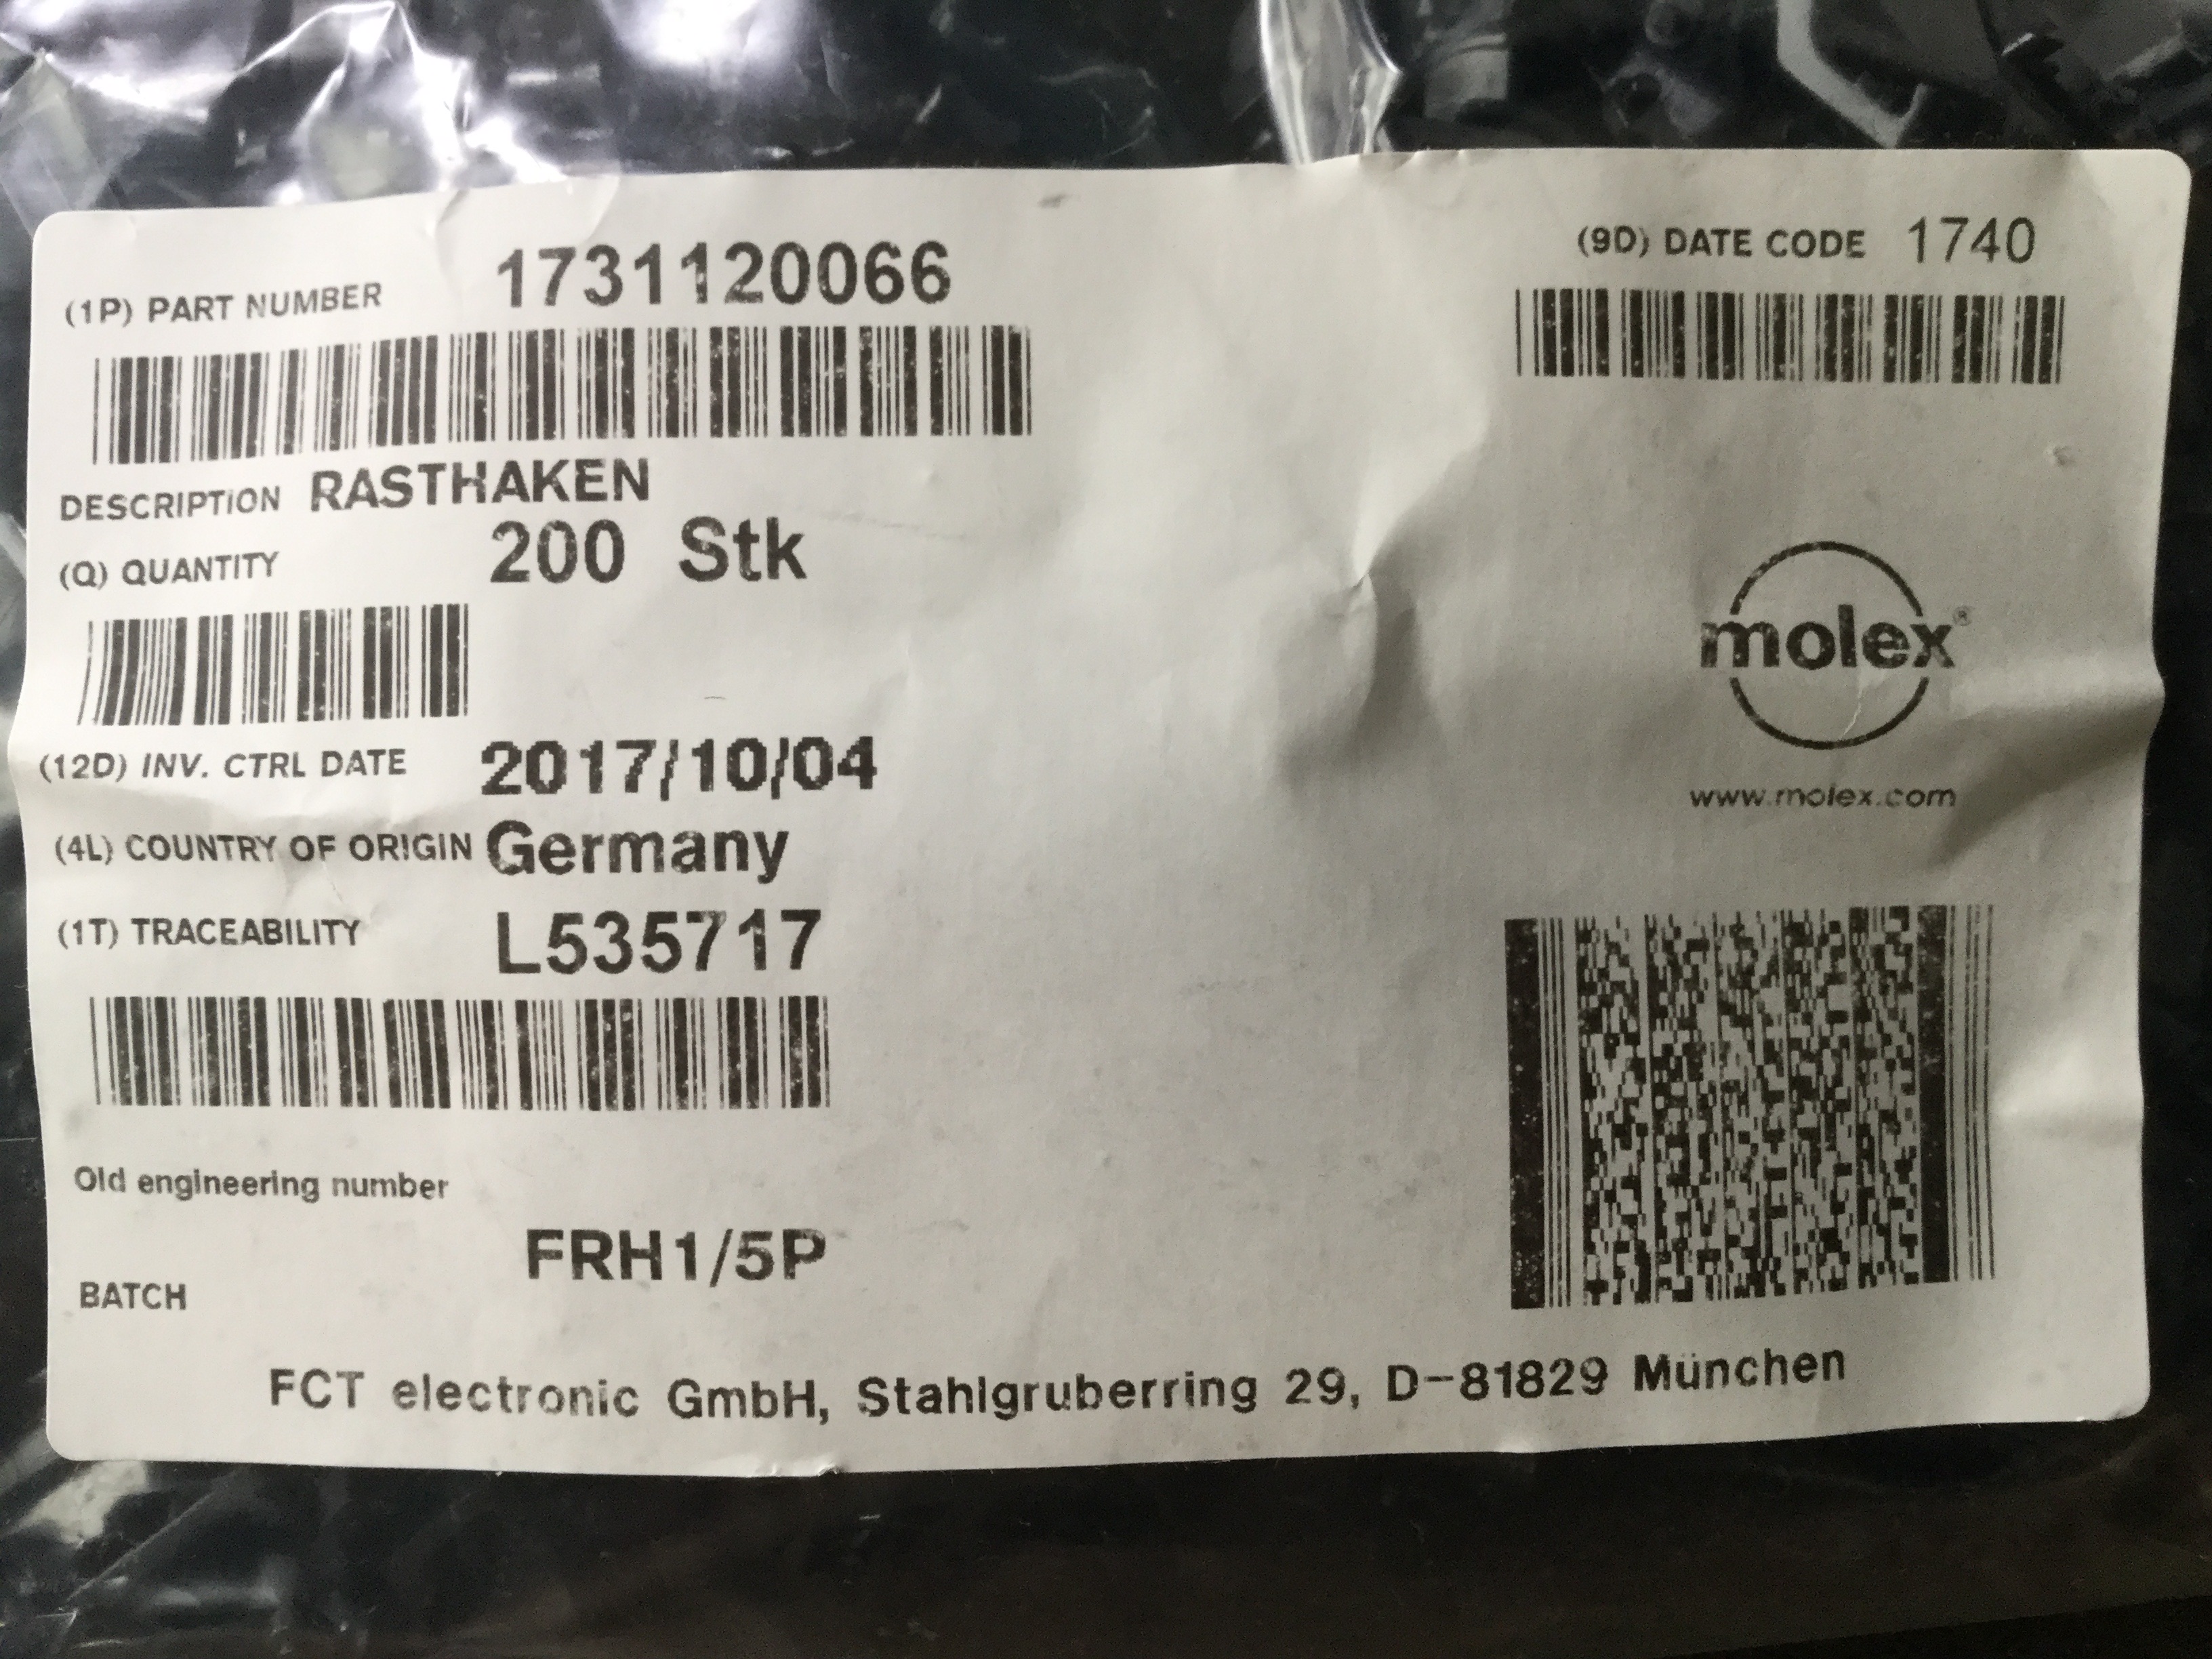 (1P) PART NUMBER 1731120066
(9D) DATE CODE 1740
DESCRIPTION RASTHAKEN
(Q) QUANTITY 200 Stk
molex®
www.molex.com
(12D) INV. CTRL DATE 2017/10/04
(4L) COUNTRY OF ORIGIN Germany
(1T) TRACEABILITY L535717
Old engineering number
FRH1/5P
BATCH
FCT electronic GmbH, Stahlgruberring 29, D-81829 München